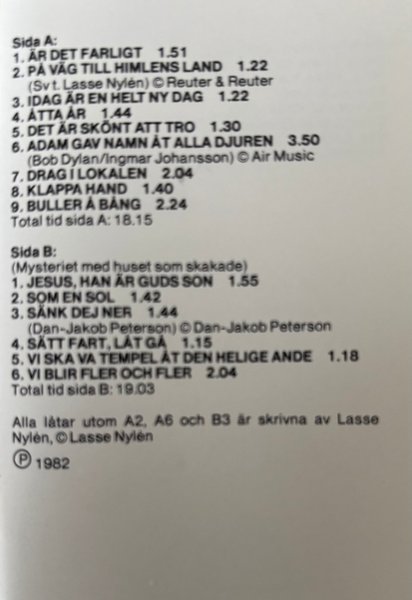 Sida A:
1. ÄR DET FARLIGT 1.51
2. PÅ VÄG TILL HIMLENS LAND 1.22
(Sv t. Lasse Nylén) © Reuter & Reuter
3. IDAG ÄR EN HELT NY DAG 1.22
4. ÅTTA ÅR 1.44
5. DET ÄR SKÖNT ATT TRO 1.30
6. ADAM GAV NAMN ÅT ALLA DJUREN 3.50
(Bob Dylan/Ingmar Johansson) © Air Music
7. DRAG I LOKALEN 2.04
8. KLAPPA HAND 1.40
9. BULLER Å BÅNG 2.24
Total tid sida A: 18.15
Sida B:
(Mysteriet med huset som skakade)
1. JESUS, HAN ÄR GUDS SON 1.55
2. SOM EN SOL 1.42
3. SÄNK DEJ NER 1.44
(Dan-Jakob Peterson) © Dan-Jakob Peterson
4. SÄTT FART, LÅT GÅ 1.15
5. VI SKA VA TEMPEL ÅT DEN HELIGE ANDE 1.18
6. VI BLIR FLER OCH FLER 2.04
Total tid sida B: 19.03
Alla låtar utom A2, A6 och B3 är skrivna av Lasse
Nylén, © Lasse Nylén
℗ 1982